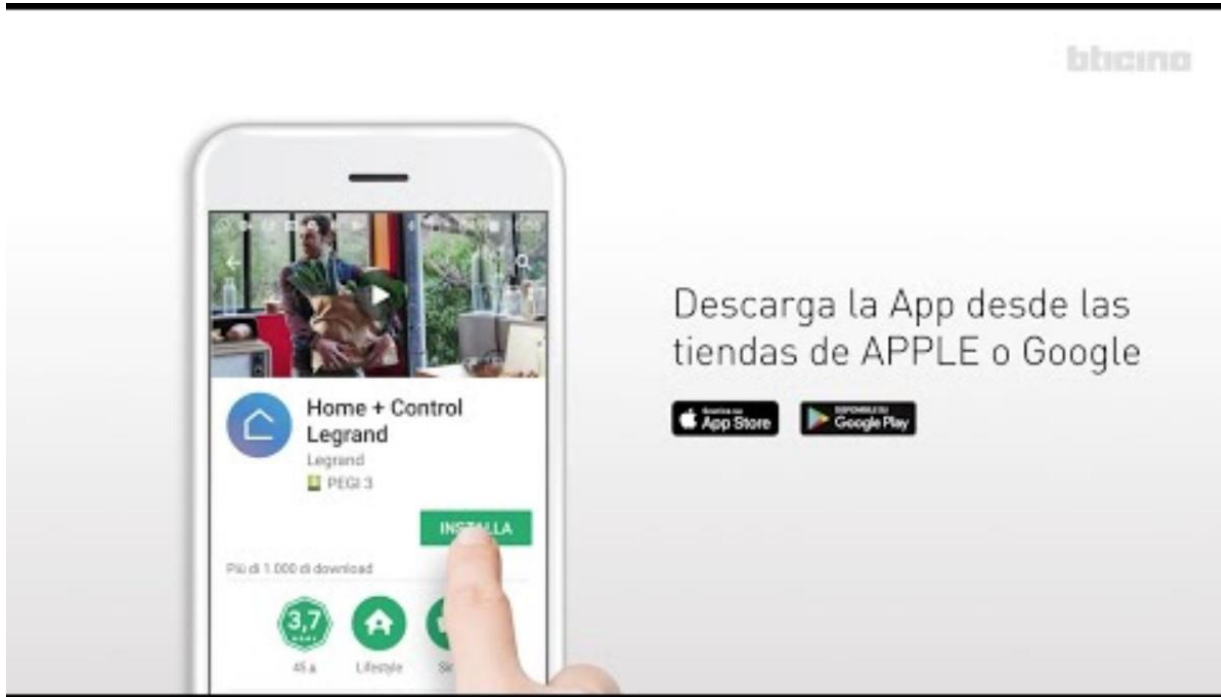 bticino
Descarga la App desde las
tiendas de APPLE o Google
App Store
Google Play
Home + Control
Legrand
Legrand
PEGI 3
INSTALLA
Più di 1.000 di download
3,7
Lifestyle